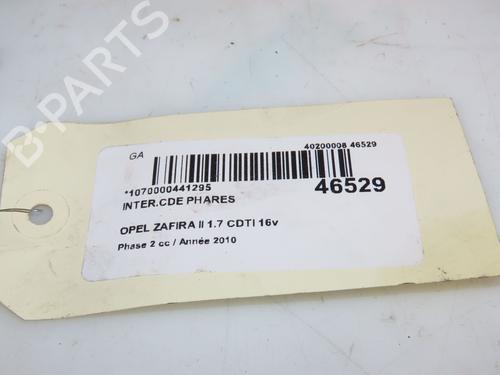 GA
40200008 46529
*1070000441295
46529
INTER.CDE PHARES
OPEL ZAFIRA II 1.7 CDTI 16v
Phase 2 cc / Année 2010
B-PARTS